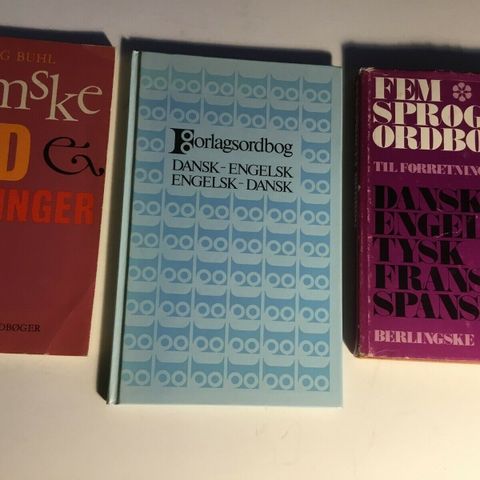 G BUHL
mske
D &
INGER
DBØGER
Forlagsordbog
DANSK-ENGELSK
ENGELSK-DANSK
FEM
SPROG
ORDBO
TIL FORRETNING
DANSK
ENGEL
TYSK
FRANS
SPANS
BERLINGSKE